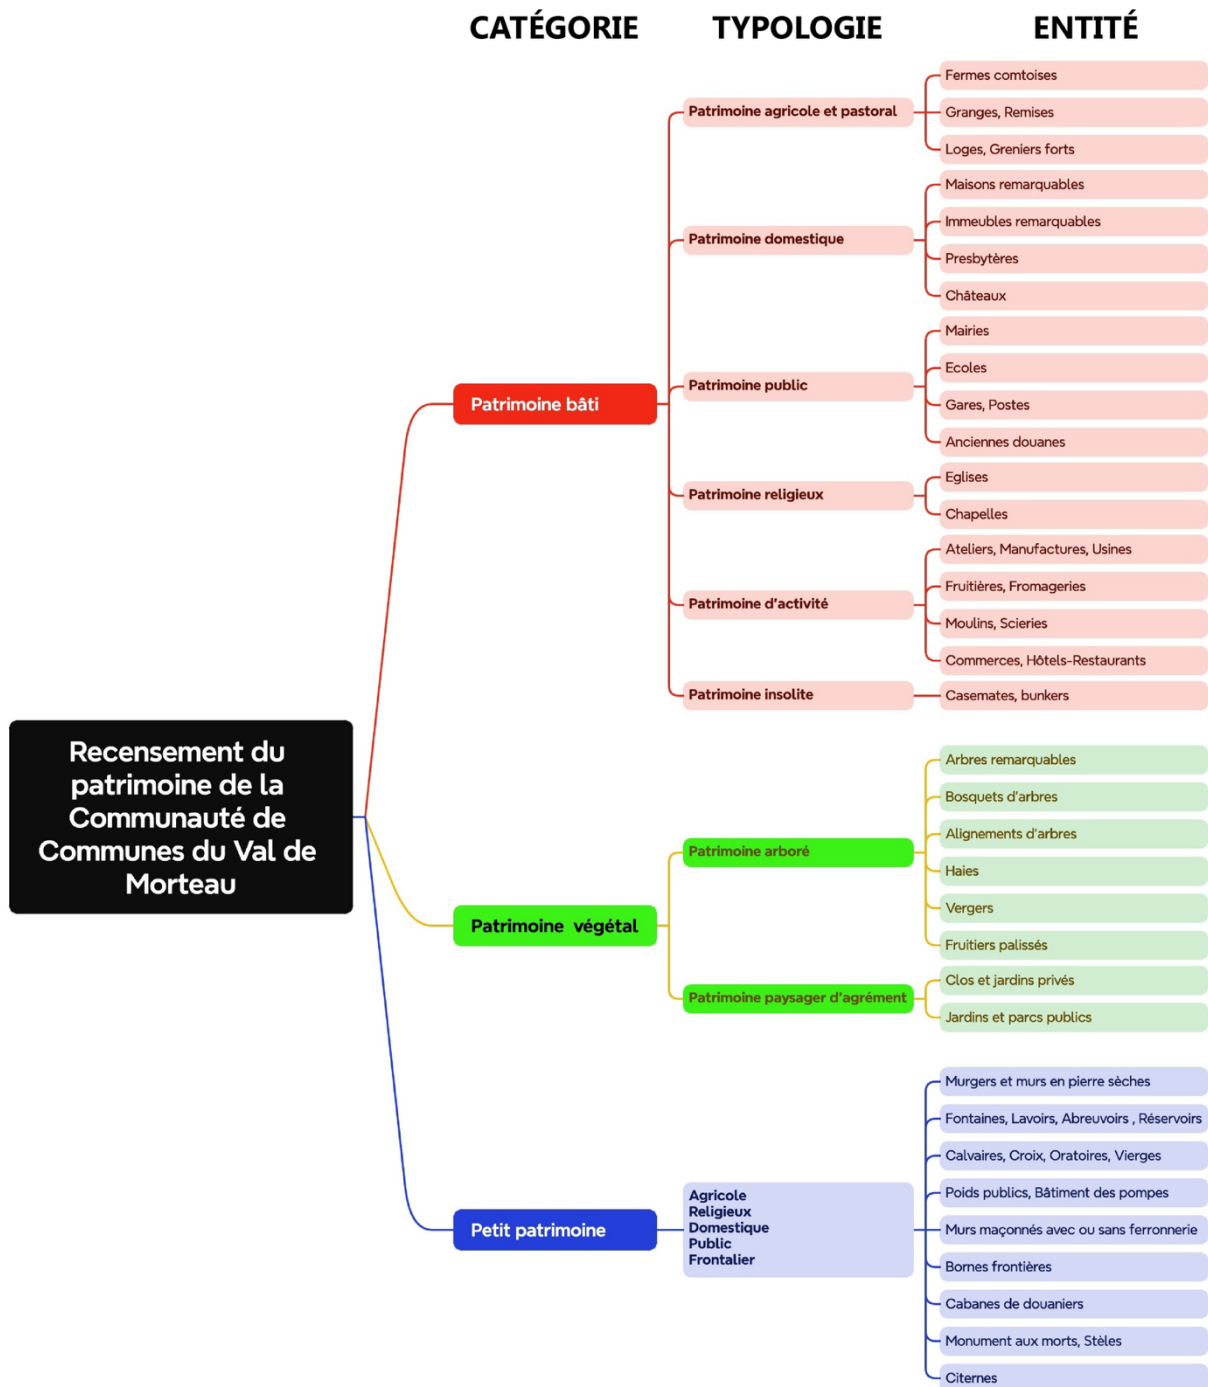 CATÉGORIE
TYPOLOGIE
ENTITÉ
Recensement du
patrimoine de la
Communauté de
Communes du Val de
Morteau
Patrimoine bâti
Patrimoine agricole et pastoral
Fermes comtoises
Granges, Remises
Loges, Greniers forts
Patrimoine domestique
Maisons remarquables
Immeubles remarquables
Presbytères
Châteaux
Patrimoine public
Mairies
Ecoles
Gares, Postes
Anciennes douanes
Patrimoine religieux
Eglises
Chapelles
Patrimoine d'activité
Ateliers, Manufactures, Usines
Fruitières, Fromageries
Moulins, Scieries
Commerces, Hôtels-Restaurants
Patrimoine insolite
Casemates, bunkers
Patrimoine végétal
Patrimoine arboré
Arbres remarquables
Bosquets d'arbres
Alignements d'arbres
Haies
Vergers
Fruitiers palissés
Patrimoine paysager d'agrément
Clos et jardins privés
Jardins et parcs publics
Petit patrimoine
Agricole
Religieux
Domestique
Public
Frontalier
Murgers et murs en pierre sèches
Fontaines, Lavoirs, Abreuvoirs , Réservoirs
Calvaires, Croix, Oratoires, Vierges
Poids publics, Bâtiment des pompes
Murs maçonnés avec ou sans ferronnerie
Bornes frontières
Cabanes de douaniers
Monument aux morts, Stèles
Citernes